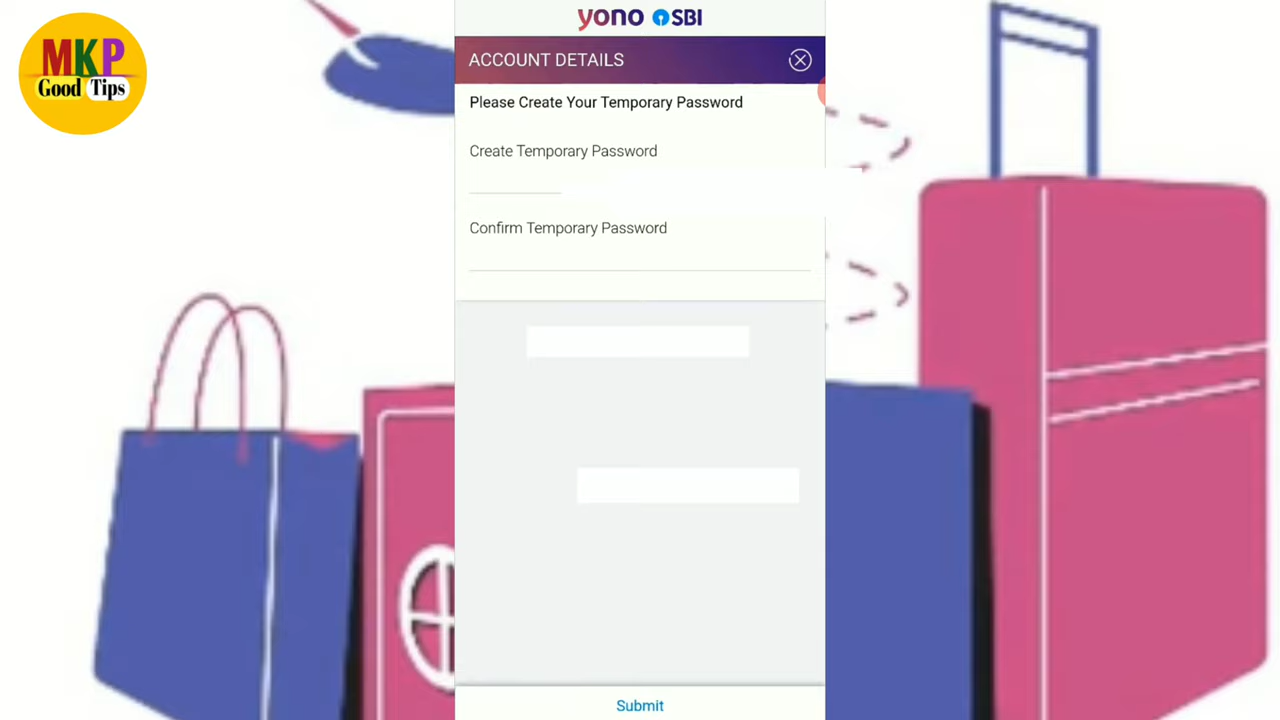 MKP
Good Tips
yono SBI
ACCOUNT DETAILS
Please Create Your Temporary Password
Create Temporary Password
Confirm Temporary Password
Submit